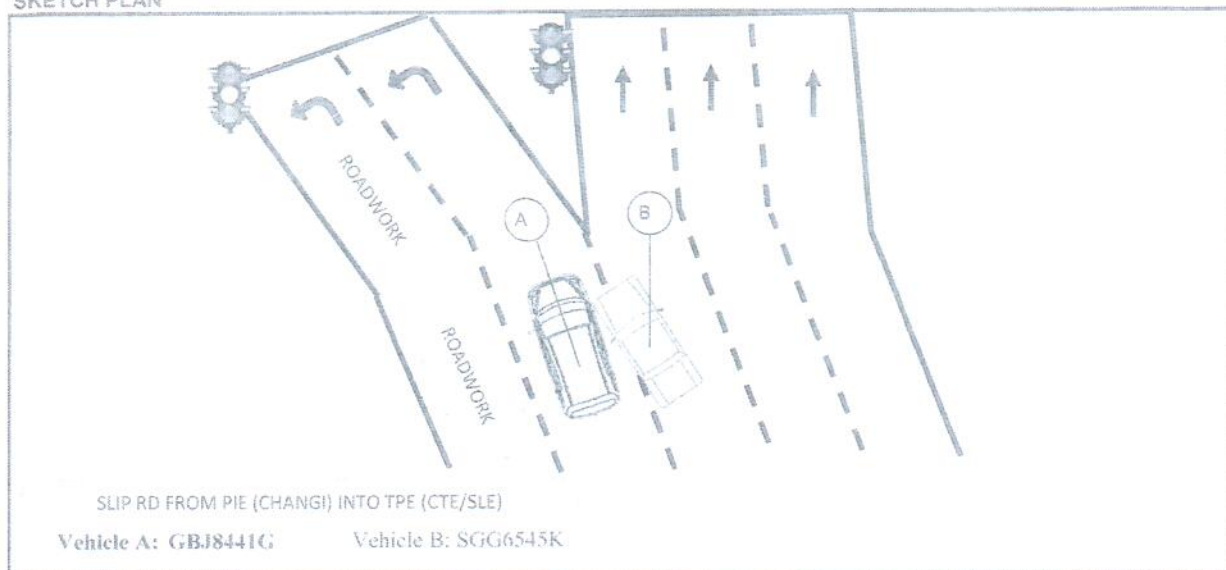 SKETCH PLAN
ROADWORK
A
B
ROADWORK
SLIP RD FROM PIE (CHANGI) INTO TPE (CTE/SLE)
Vehicle A: GBJ8441G Vehicle B: SGG6545K